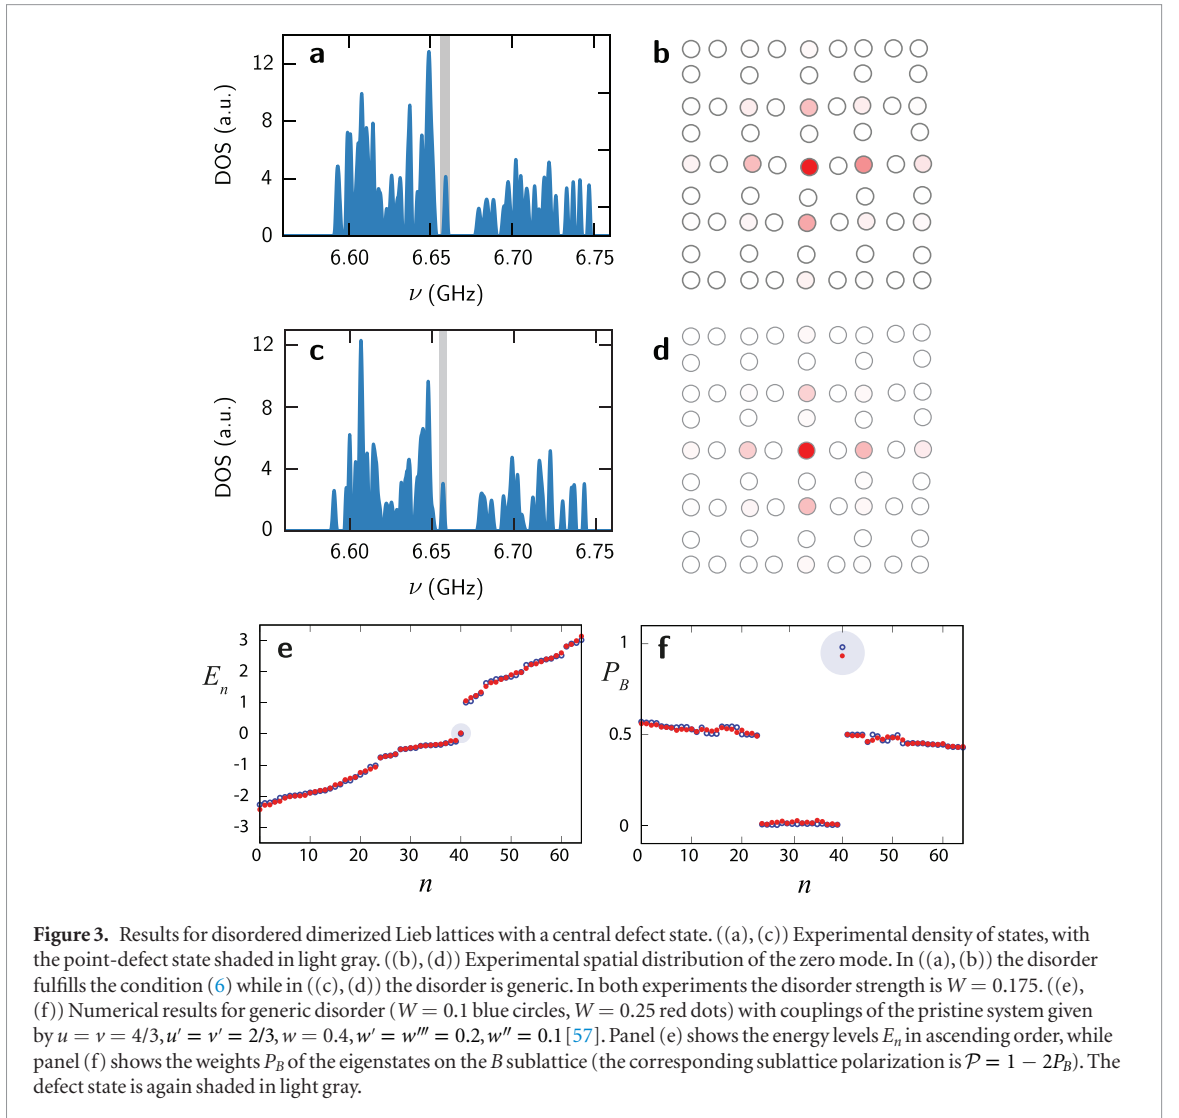 a
DOS (a.u.)
12
8
4
0
6.60 6.65 6.70 6.75
ν (GHz)
b
c
DOS (a.u.)
12
8
4
0
6.60 6.65 6.70 6.75
ν (GHz)
d
e
E_n
3
2
1
0
-1
-2
-3
0 10 20 30 40 50 60
n
f
P_B
1
0.5
0
0 10 20 30 40 50 60
n
Figure 3. Results for disordered dimerized Lieb lattices with a central defect state. ((a), (c)) Experimental density of states, with
the point-defect state shaded in light gray. ((b), (d)) Experimental spatial distribution of the zero mode. In ((a), (b)) the disorder
fulfills the condition (6) while in ((c), (d)) the disorder is generic. In both experiments the disorder strength is W = 0.175. ((e),
(f)) Numerical results for generic disorder (W = 0.1 blue circles, W = 0.25 red dots) with couplings of the pristine system given
by u = v = 4/3, u′ = v′ = 2/3, w = 0.4, w′ = w‴ = 0.2, w″ = 0.1 [57]. Panel (e) shows the energy levels E_n in ascending order, while
panel (f) shows the weights P_B of the eigenstates on the B sublattice (the corresponding sublattice polarization is 𝒫 = 1 − 2P_B). The
defect state is again shaded in light gray.